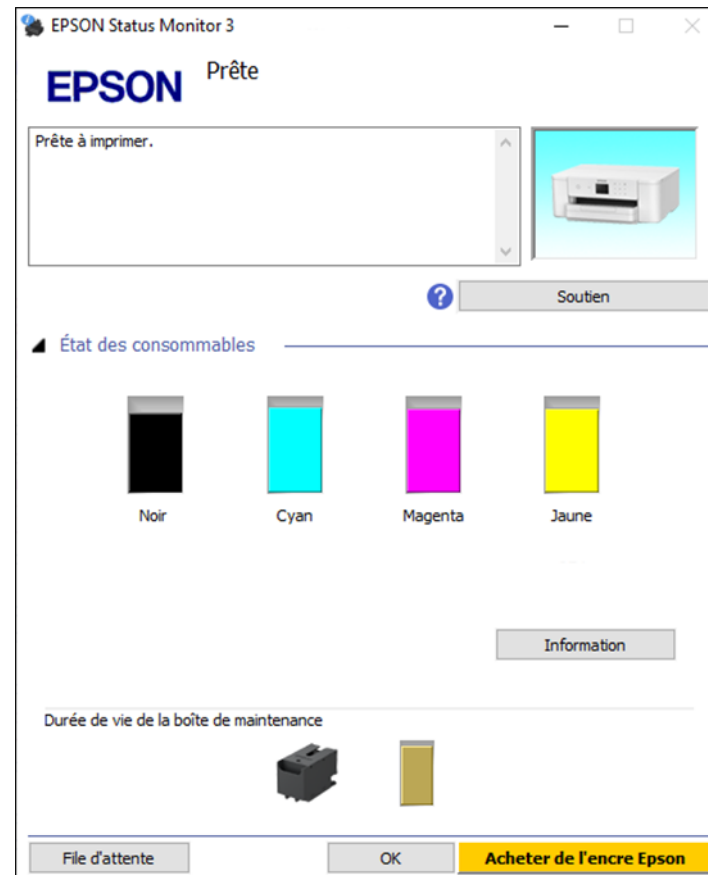 EPSON Status Monitor 3
EPSON
Prête
Prête à imprimer.
Soutien
État des consommables
Noir
Cyan
Magenta
Jaune
Information
Durée de vie de la boîte de maintenance
File d'attente
OK
Acheter de l'encre Epson